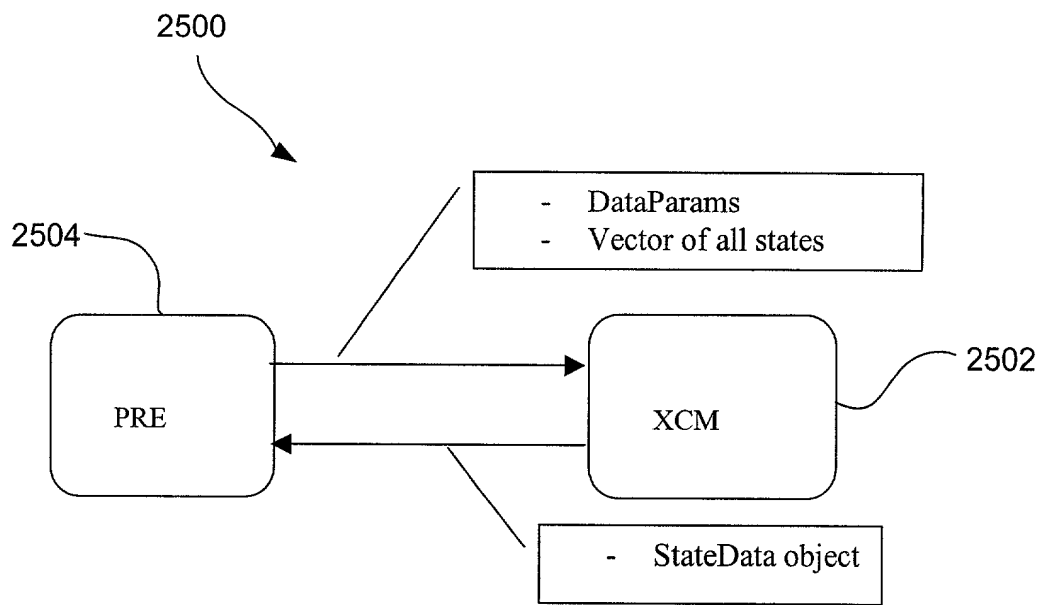 2500
- DataParams
- Vector of all states
2504
2502
PRE
XCM
- StateData object